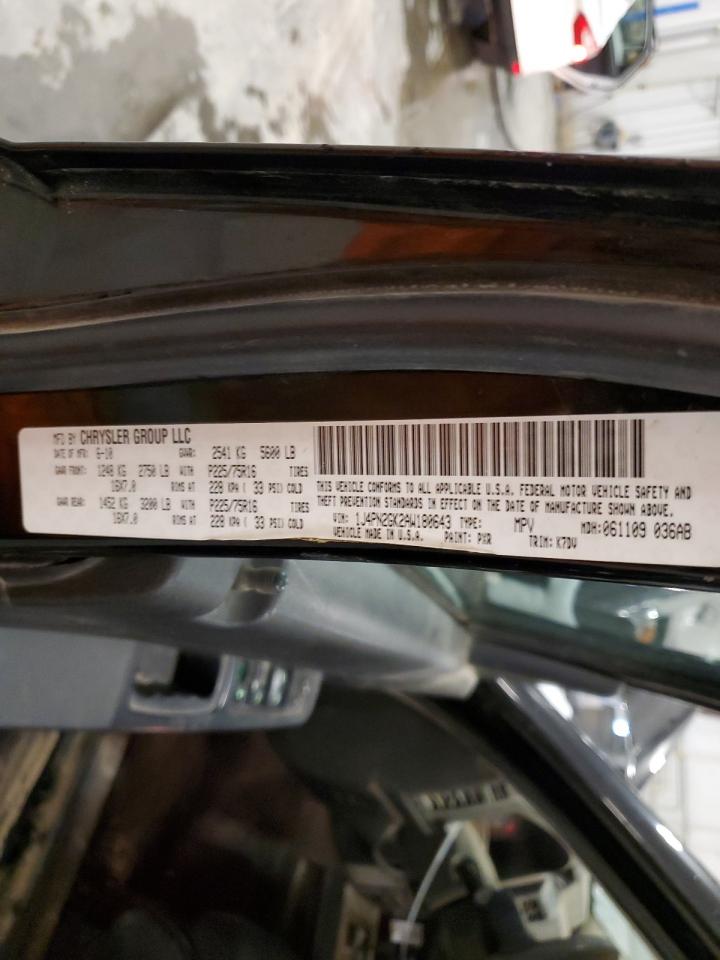 MFD BY CHRYSLER GROUP LLC
DATE OF MFR: 6-10 GVWR: 2541 KG 5600 LB
GAWR FRONT: 1248 KG 2750 LB WITH P225/75R16 TIRES
16X7.0 RIMS AT 228 KPA ( 33 PSI) COLD
GAWR REAR: 1452 KG 3200 LB WITH P225/75R16 TIRES
16X7.0 RIMS AT 228 KPA ( 33 PSI) COLD
THIS VEHICLE CONFORMS TO ALL APPLICABLE U.S.A. FEDERAL MOTOR VEHICLE SAFETY AND
THEFT PREVENTION STANDARDS IN EFFECT ON THE DATE OF MANUFACTURE SHOWN ABOVE.
VIN: 1J4PN2GK2AW180643 TYPE: MPV MDH: 061109 036AB
VEHICLE MADE IN U.S.A. PAINT: PXR TRIM: K7DV